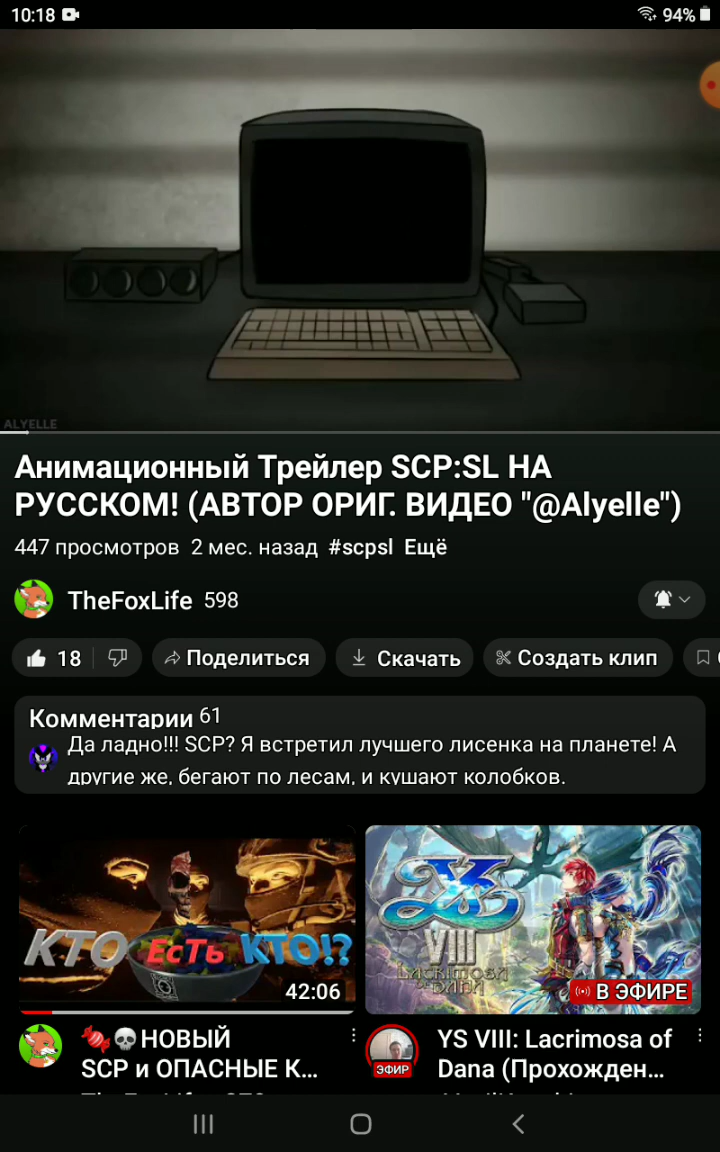 10:18
94%
ALYELLE
Анимационный Трейлер SCP:SL НА
РУССКОМ! (АВТОР ОРИГ. ВИДЕО "@Alyelle")
447 просмотров 2 мес. назад #scpsl Ещё
TheFoxLife 598
18 Поделиться Скачать Создать клип
Комментарии 61
Да ладно!!! SCP? Я встретил лучшего лисенка на планете! А
другие же, бегают по лесам, и кушают колобков.
КТО ЕсТь КТО!?
42:06
YS
VIII
LACRIMOSA
OF DANA
В ЭФИРЕ
🍬💀НОВЫЙ
SCP и ОПАСНЫЕ К...
ЭФИР
YS VIII: Lacrimosa of
Dana (Прохожден...